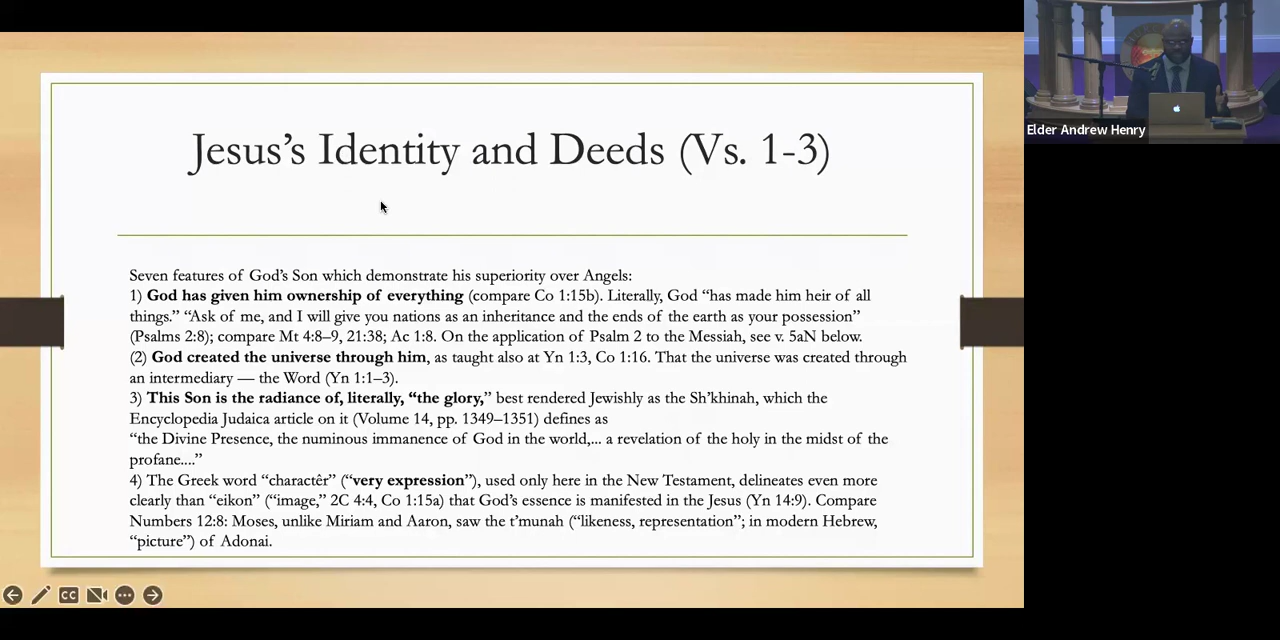 Jesus’s Identity and Deeds (Vs. 1-3)
Seven features of God’s Son which demonstrate his superiority over Angels:
1) God has given him ownership of everything (compare Co 1:15b). Literally, God “has made him heir of all
things.” “Ask of me, and I will give you nations as an inheritance and the ends of the earth as your possession”
(Psalms 2:8); compare Mt 4:8–9, 21:38; Ac 1:8. On the application of Psalm 2 to the Messiah, see v. 5aN below.
(2) God created the universe through him, as taught also at Yn 1:3, Co 1:16. That the universe was created through
an intermediary — the Word (Yn 1:1–3).
3) This Son is the radiance of, literally, “the glory,” best rendered Jewishly as the Sh’khinah, which the
Encyclopedia Judaica article on it (Volume 14, pp. 1349–1351) defines as
“the Divine Presence, the numinous immanence of God in the world,... a revelation of the holy in the midst of the
profane....”
4) The Greek word “charactêr” (“very expression”), used only here in the New Testament, delineates even more
clearly than “eikon” (“image,” 2C 4:4, Co 1:15a) that God’s essence is manifested in the Jesus (Yn 14:9). Compare
Numbers 12:8: Moses, unlike Miriam and Aaron, saw the t’munah (“likeness, representation”; in modern Hebrew,
“picture”) of Adonai.
CC
Elder Andrew Henry